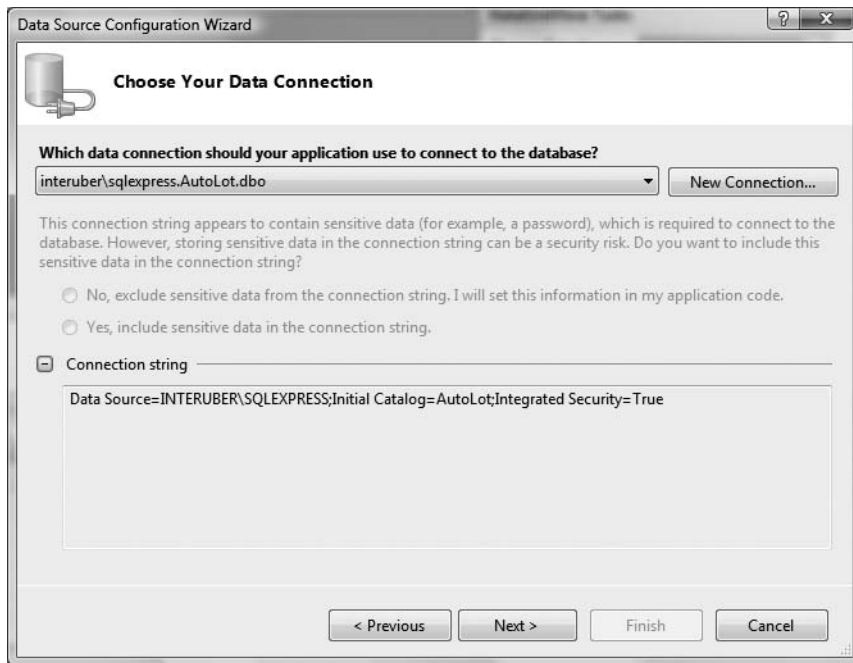 Data Source Configuration Wizard
Choose Your Data Connection
Which data connection should your application use to connect to the database?
interuber\sqlexpress.AutoLot.dbo
New Connection...
This connection string appears to contain sensitive data (for example, a password), which is required to connect to the
database. However, storing sensitive data in the connection string can be a security risk. Do you want to include this
sensitive data in the connection string?
No, exclude sensitive data from the connection string. I will set this information in my application code.
Yes, include sensitive data in the connection string.
Connection string
Data Source=INTERUBER\SQLEXPRESS;Initial Catalog=AutoLot;Integrated Security=True
< Previous
Next >
Finish
Cancel